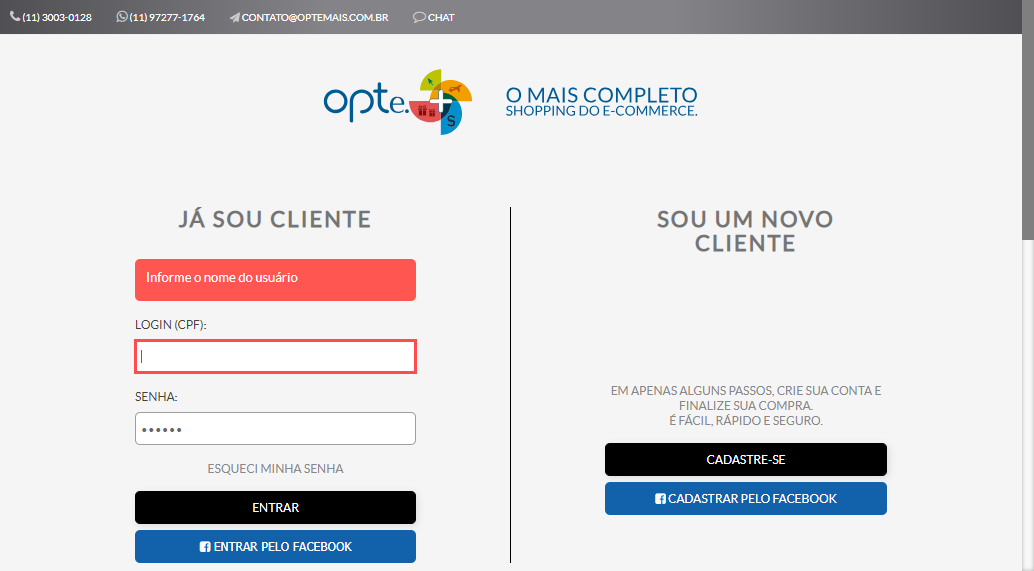 (11) 3003-0128 (11) 97277-1764 CONTATO@OPTEMAIS.COM.BR CHAT
opte.
O MAIS COMPLETO
SHOPPING DO E-COMMERCE.
$
JÁ SOU CLIENTE
Informe o nome do usuário
LOGIN (CPF):
SENHA:
ESQUECI MINHA SENHA
ENTRAR
ENTRAR PELO FACEBOOK
SOU UM NOVO
CLIENTE
EM APENAS ALGUNS PASSOS, CRIE SUA CONTA E
FINALIZE SUA COMPRA.
É FÁCIL, RÁPIDO E SEGURO.
CADASTRE-SE
CADASTRAR PELO FACEBOOK